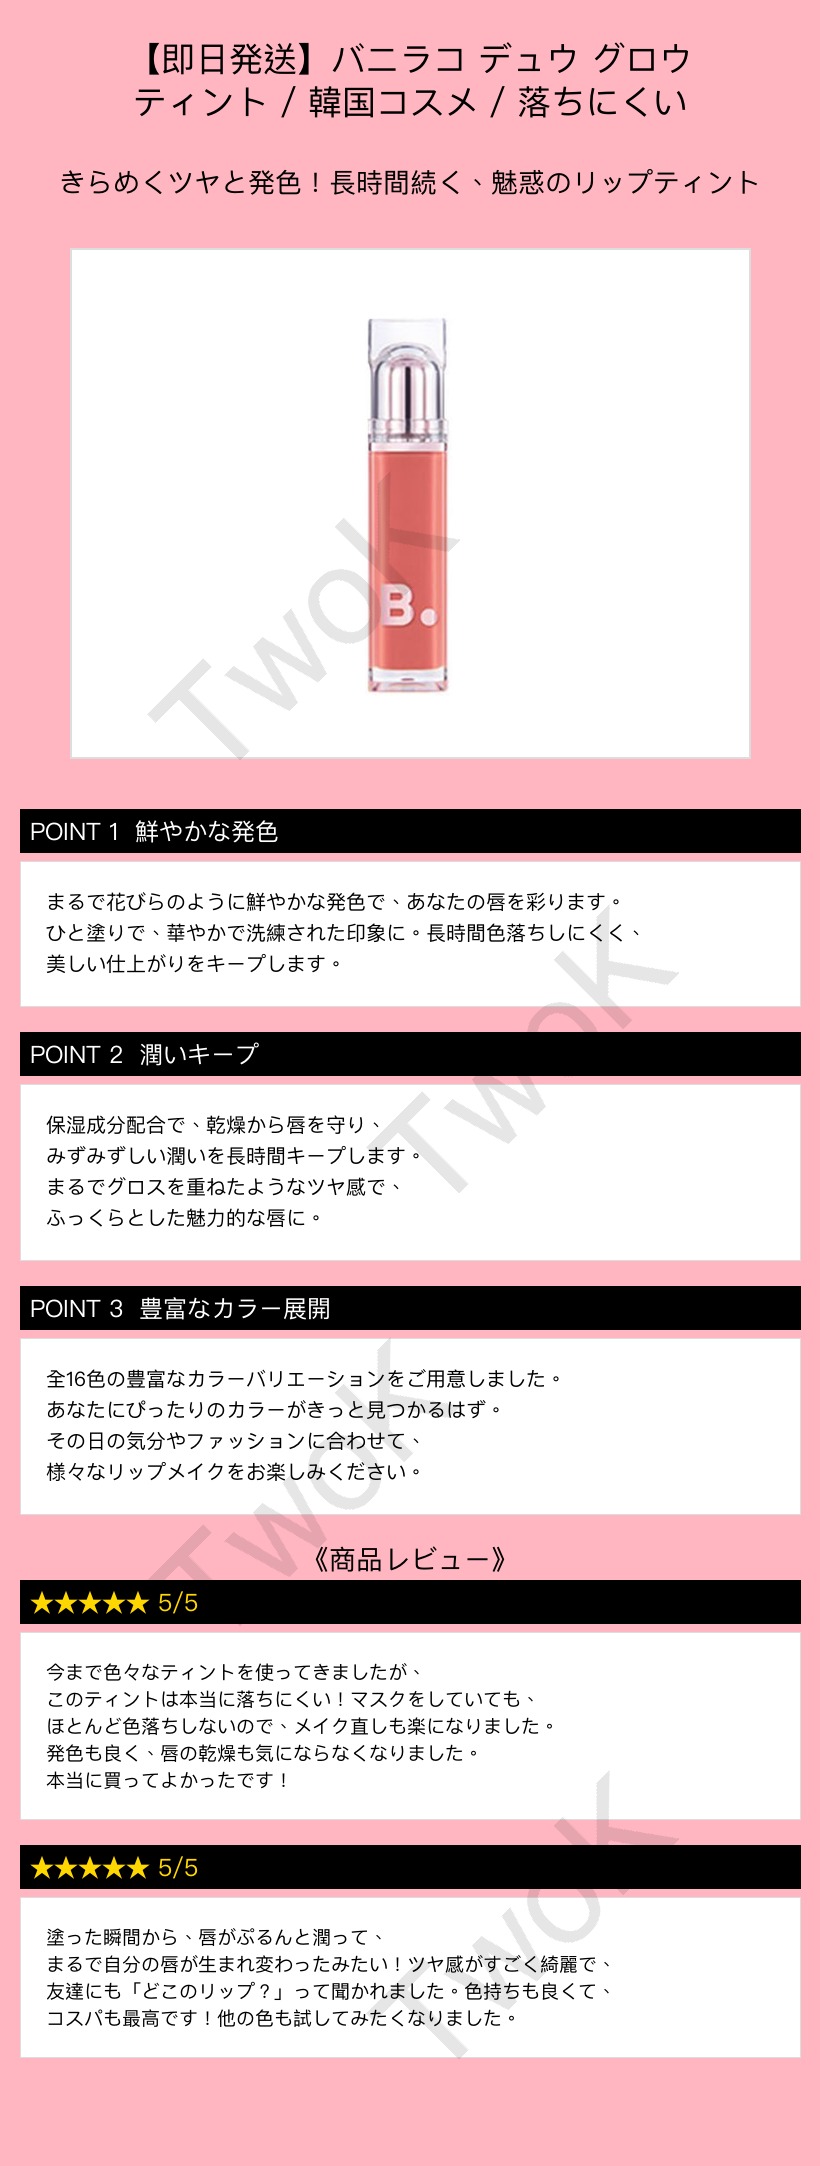 【即日発送】バニラコ デュウ グロウ
ティント / 韓国コスメ / 落ちにくい
きらめくツヤと発色！長時間続く、魅惑のリップティント
B.
TwoK
POINT 1 鮮やかな発色
まるで花びらのように鮮やかな発色で、あなたの唇を彩ります。
ひと塗りで、華やかで洗練された印象に。長時間色落ちしにくく、
美しい仕上がりをキープします。
TwoK
POINT 2 潤いキープ
保湿成分配合で、乾燥から唇を守り、
みずみずしい潤いを長時間キープします。
まるでグロスを重ねたようなツヤ感で、
ふっくらとした魅力的な唇に。
POINT 3 豊富なカラー展開
全16色の豊富なカラーバリエーションをご用意しました。
あなたにぴったりのカラーがきっと見つかるはず。
その日の気分やファッションに合わせて、
様々なリップメイクをお楽しみください。
TwoK
《商品レビュー》
★★★★★ 5/5
今まで色々なティントを使ってきましたが、
このティントは本当に落ちにくい！マスクをしていても、
ほとんど色落ちしないので、メイク直しも楽になりました。
発色も良く、唇の乾燥も気にならなくなりました。
本当に買ってよかったです！
★★★★★ 5/5
塗った瞬間から、唇がぷるんと潤って、
まるで自分の唇が生まれ変わったみたい！ツヤ感がすごく綺麗で、
友達にも「どこのリップ？」って聞かれました。色持ちも良くて、
コスパも最高です！他の色も試してみたくなりました。
TwoK